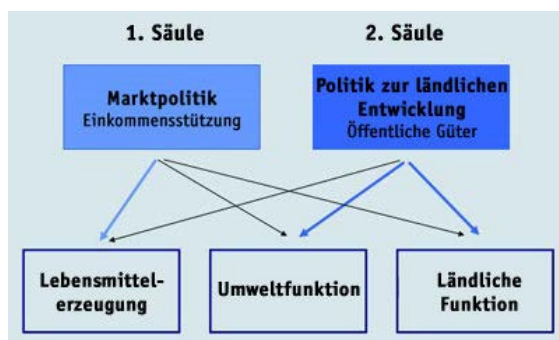 1. Säule
2. Säule
Marktpolitik
Einkommensstützung
Politik zur ländlichen
Entwicklung
Öffentliche Güter
Lebensmittel-
erzeugung
Umweltfunktion
Ländliche
Funktion